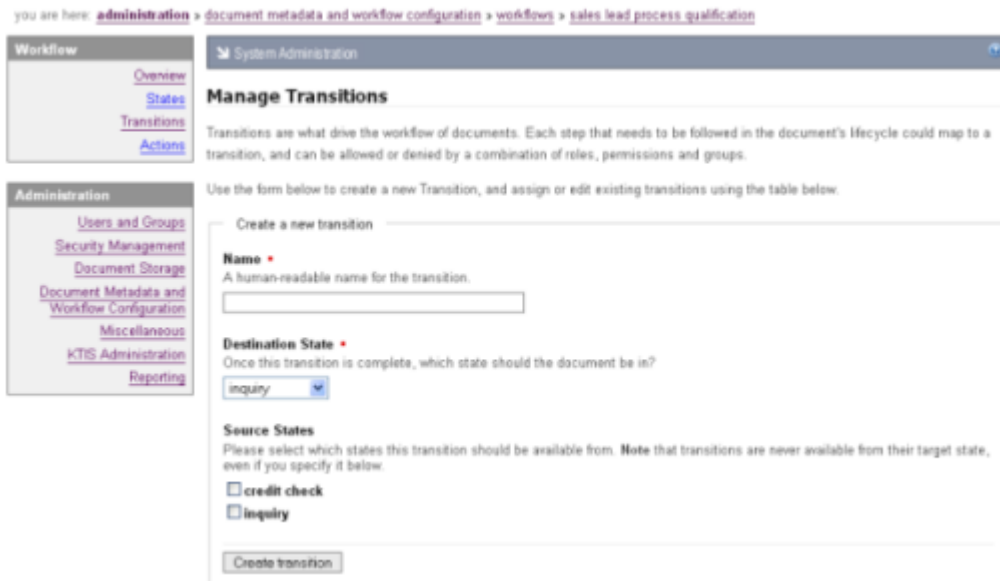 you are here: administration » document metadata and workflow configuration » workflows » sales lead process qualification
Workflow
Overview
States
Transitions
Actions
Administration
Users and Groups
Security Management
Document Storage
Document Metadata and
Workflow Configuration
Miscellaneous
KTIS Administration
Reporting
System Administration
Manage Transitions
Transitions are what drive the workflow of documents. Each step that needs to be followed in the document's lifecycle could map to a
transition, and can be allowed or denied by a combination of roles, permissions and groups.
Use the form below to create a new Transition, and assign or edit existing transitions using the table below.
Create a new transition
Name •
A human-readable name for the transition.
Destination State •
Once this transition is complete, which state should the document be in?
inquiry
Source States
Please select which states this transition should be available from. Note that transitions are never available from their target state,
even if you specify it below.
credit check
inquiry
Create transition